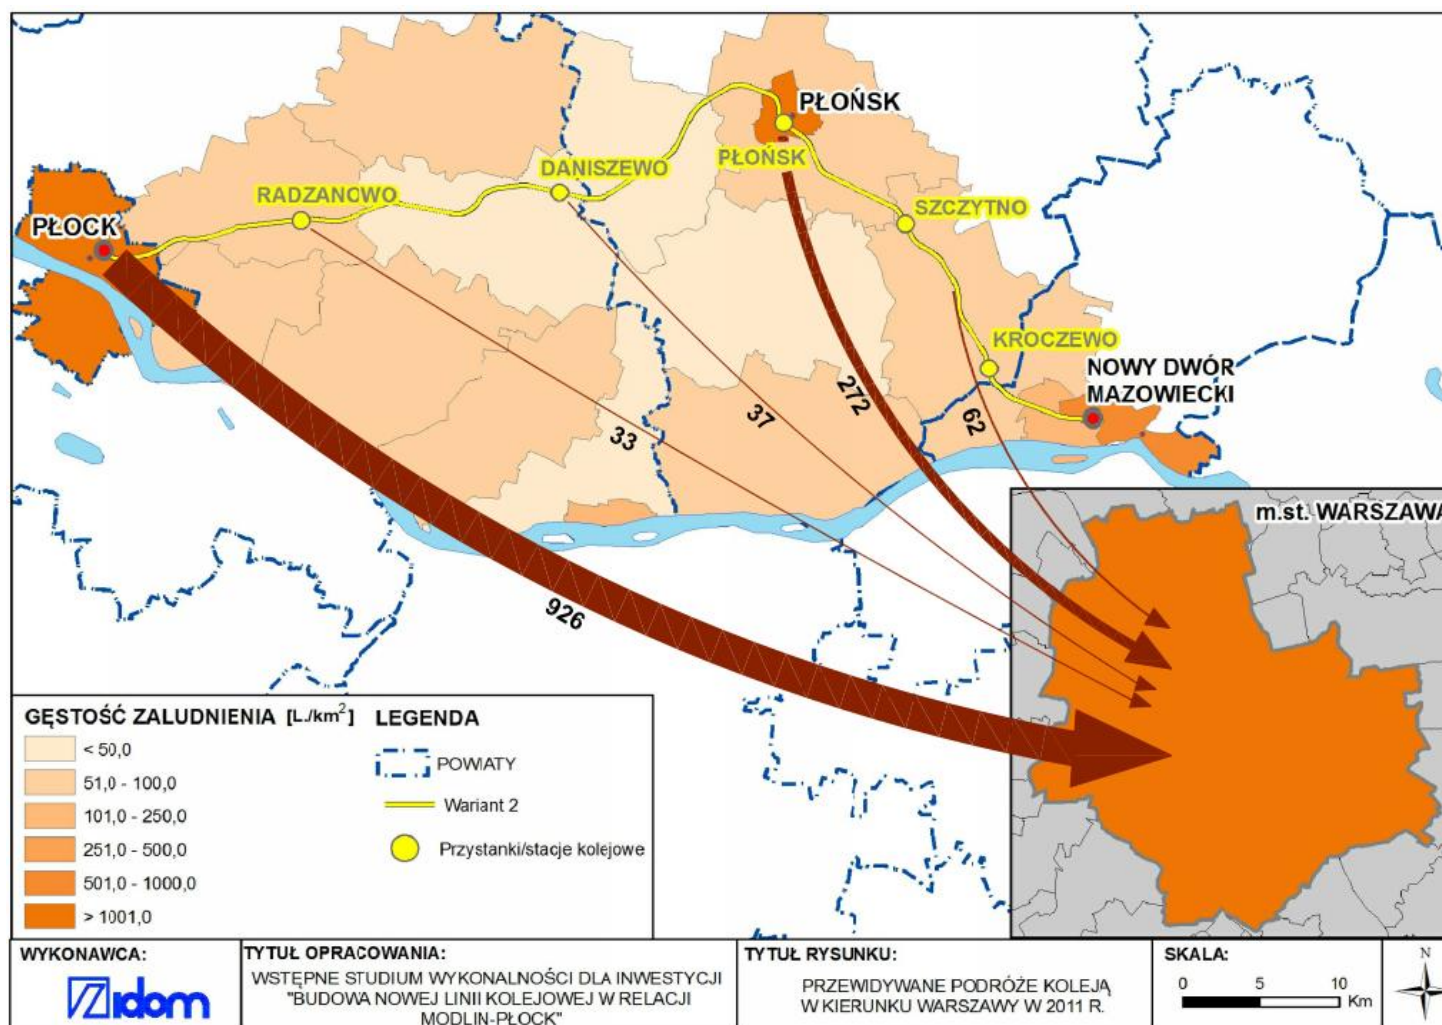 PŁOŃSK
PŁOŃSK
DANISZEWO
RADZANOWO
SZCZYTNO
PŁOCK
KROCZEWO
NOWY DWÓR
MAZOWIECKI
272
37
62
33
926
m.st. WARSZAWA
GĘSTOŚĆ ZALUDNIENIA [L./km²]
< 50,0
51,0 - 100,0
101,0 - 250,0
251,0 - 500,0
501,0 - 1000,0
> 1001,0
LEGENDA
POWIATY
Wariant 2
Przystanki/stacje kolejowe
WYKONAWCA:
idom
TYTUŁ OPRACOWANIA:
WSTĘPNE STUDIUM WYKONALNOŚCI DLA INWESTYCJI
"BUDOWA NOWEJ LINII KOLEJOWEJ W RELACJI
MODLIN-PŁOCK"
TYTUŁ RYSUNKU:
PRZEWIDYWANE PODRÓŻE KOLEJĄ
W KIERUNKU WARSZAWY W 2011 R.
SKALA:
0 5 10
Km
N